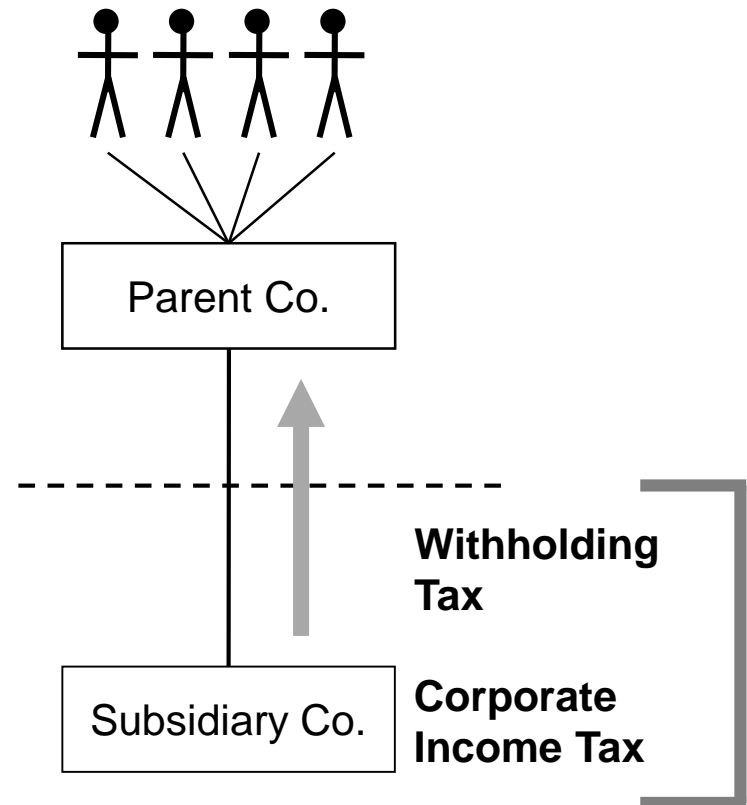 Parent Co.
Withholding
Tax
Subsidiary Co.
Corporate
Income Tax